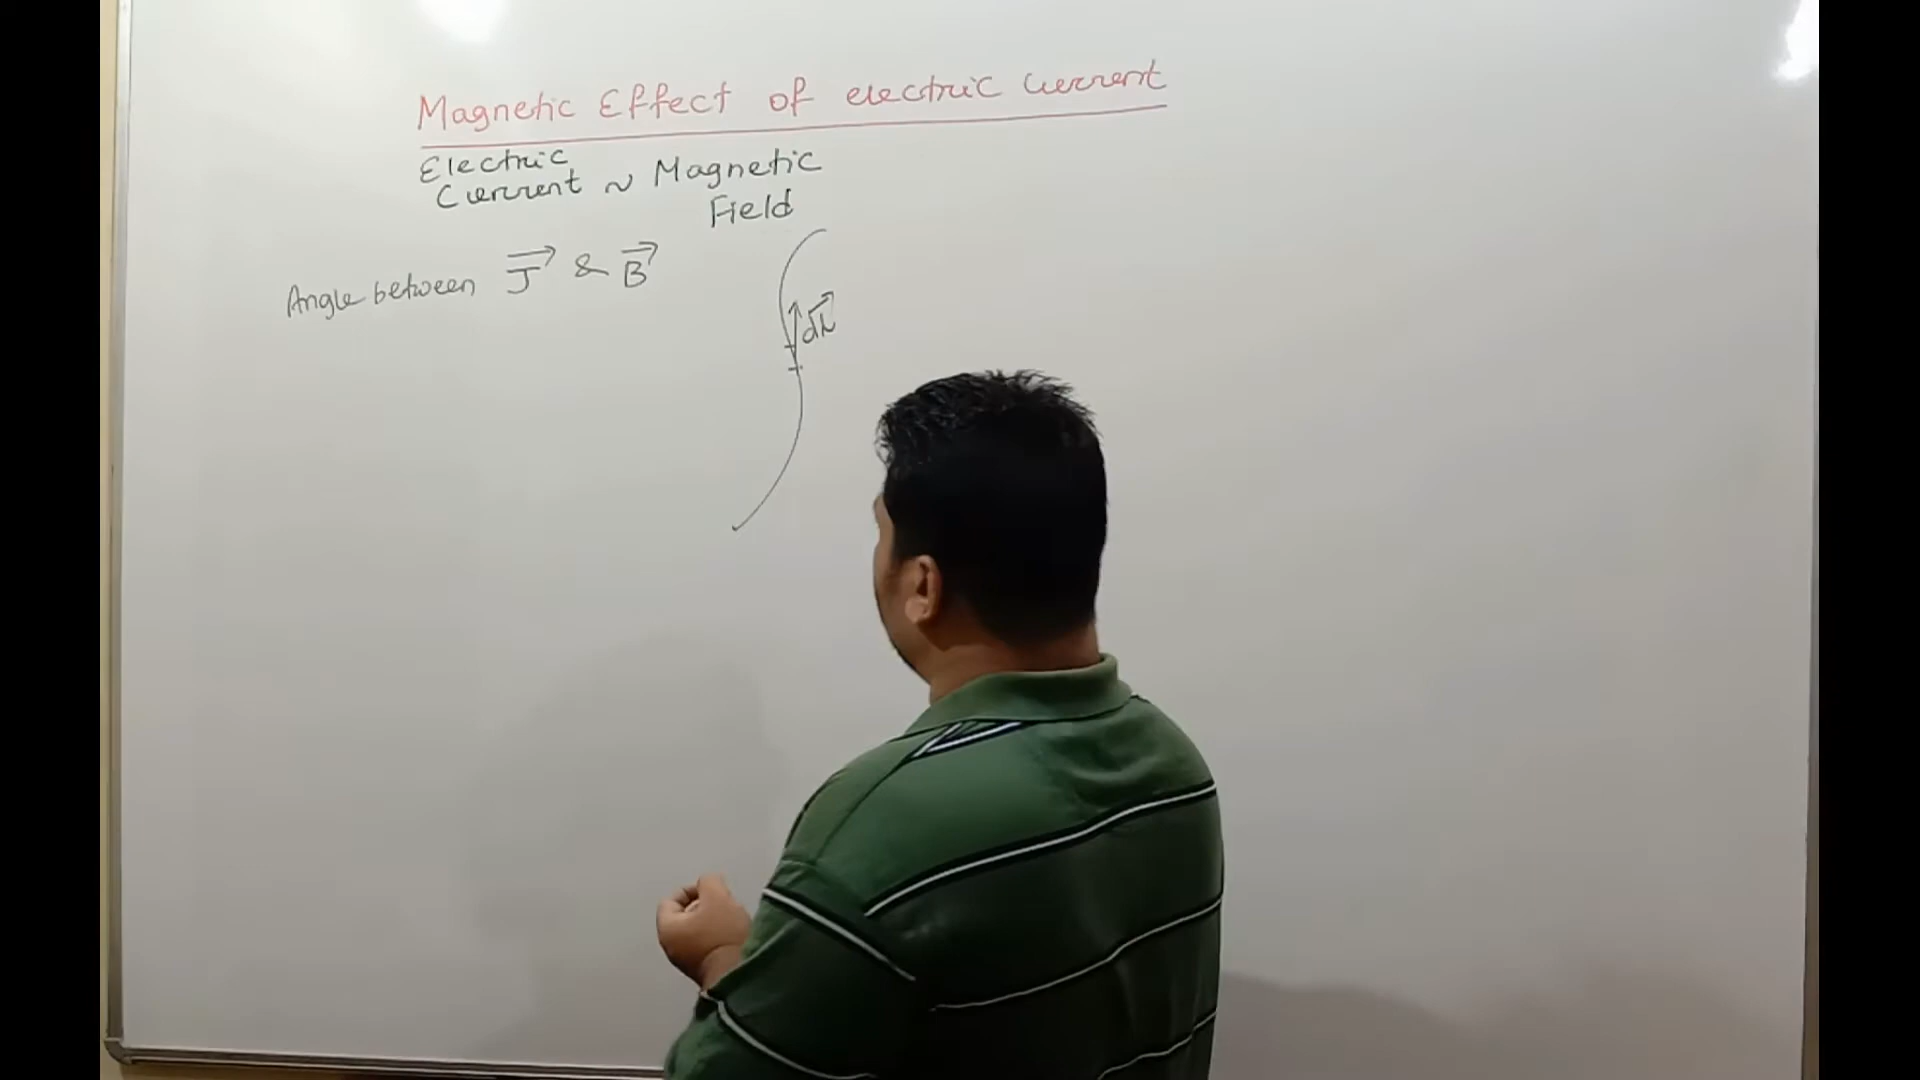 Magnetic Effect of electric Current
Electric
Current ~ Magnetic
Field
Angle between J & B
dl